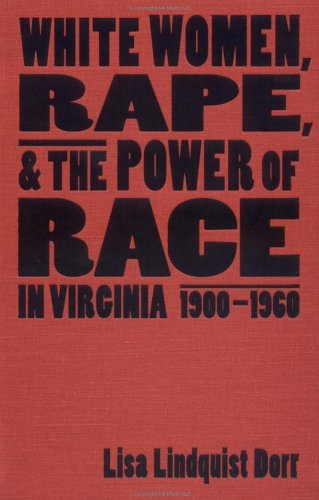 WHITE WOMEN,
RAPE,
& THE POWER OF
RACE
IN VIRGINIA 1900–1960
Lisa Lindquist Dorr